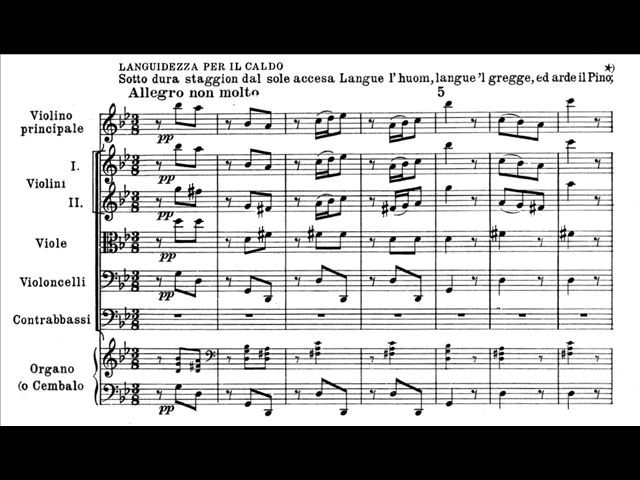 LANGUIDEZZA PER IL CALDO
*)
Sotto dura staggion dal sole accesa Langue l' huom, langue 'l gregge, ed arde il Pino;
Allegro non molto
5
Violino
principale
pp
I.
pp
Violini
II.
pp
Viole
pp
Violoncelli
pp
Contrabbassi
Organo
(o Cembalo
pp